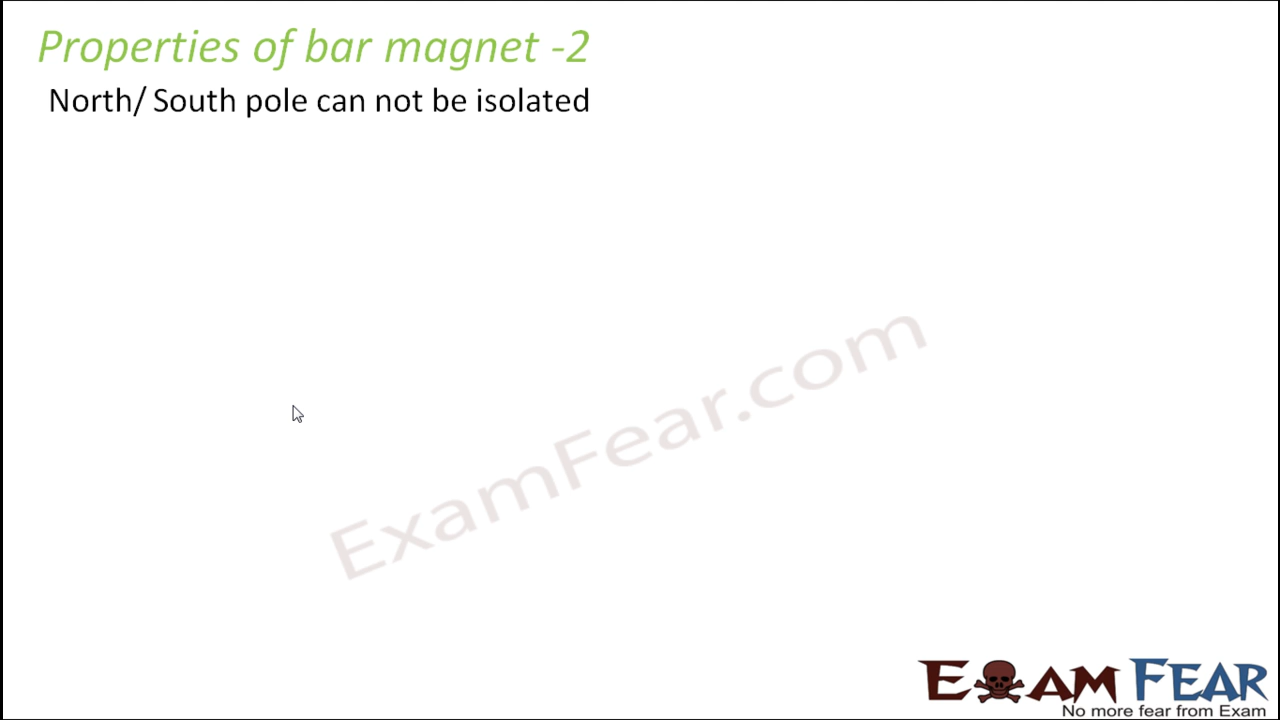 Properties of bar magnet -2
North/ South pole can not be isolated
ExamFear.com
EXAM FEAR
No more fear from Exam